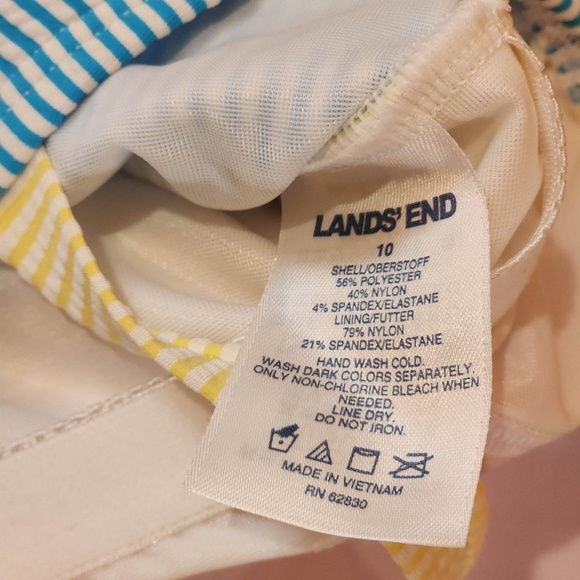 LANDS' END
10
SHELL/OBERSTOFF
56% POLYESTER
40% NYLON
4% SPANDEX/ELASTANE
LINING/FUTTER
79% NYLON
21% SPANDEX/ELASTANE
HAND WASH COLD.
WASH DARK COLORS SEPARATELY.
ONLY NON-CHLORINE BLEACH WHEN
NEEDED.
LINE DRY.
DO NOT IRON.
MADE IN VIETNAM
RN 62830